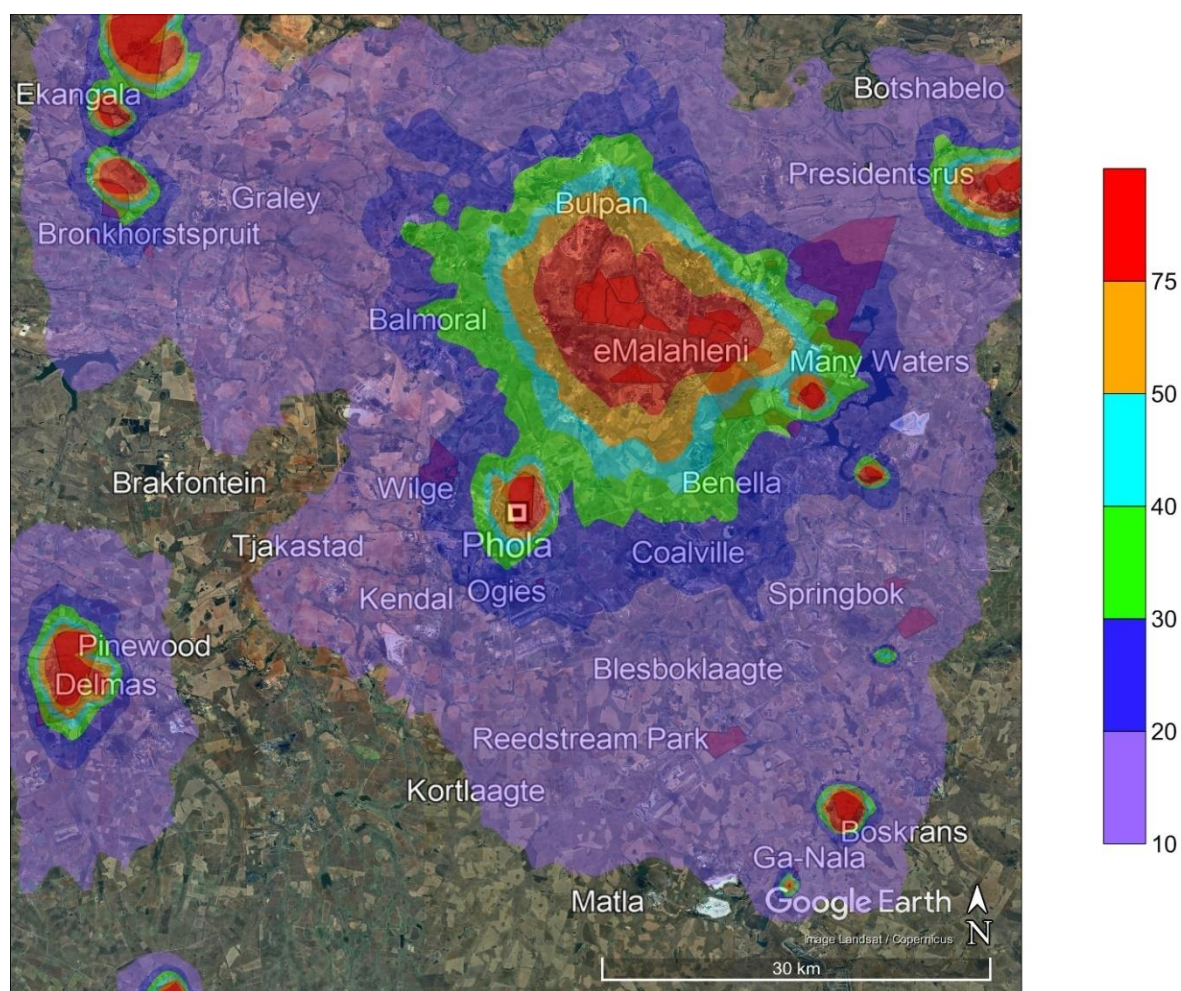 Ekangala
Botshabelo
Presidentsrus
Graley
Bulpan
Bronkhorstspruit
75
Balmoral
eMalahleni
Many Waters
50
Brakfontein
Wilge
Benella
40
Phola
Tjakastad
Coalville
Kendal
Ogies
Springbok
30
Pinewood
Delmas
Blesboklaagte
20
Reedstream Park
Kortlaagte
Boskrans
10
Ga-Nala
Matla
Google Earth
N
Image Landsat / Copernicus
30 km